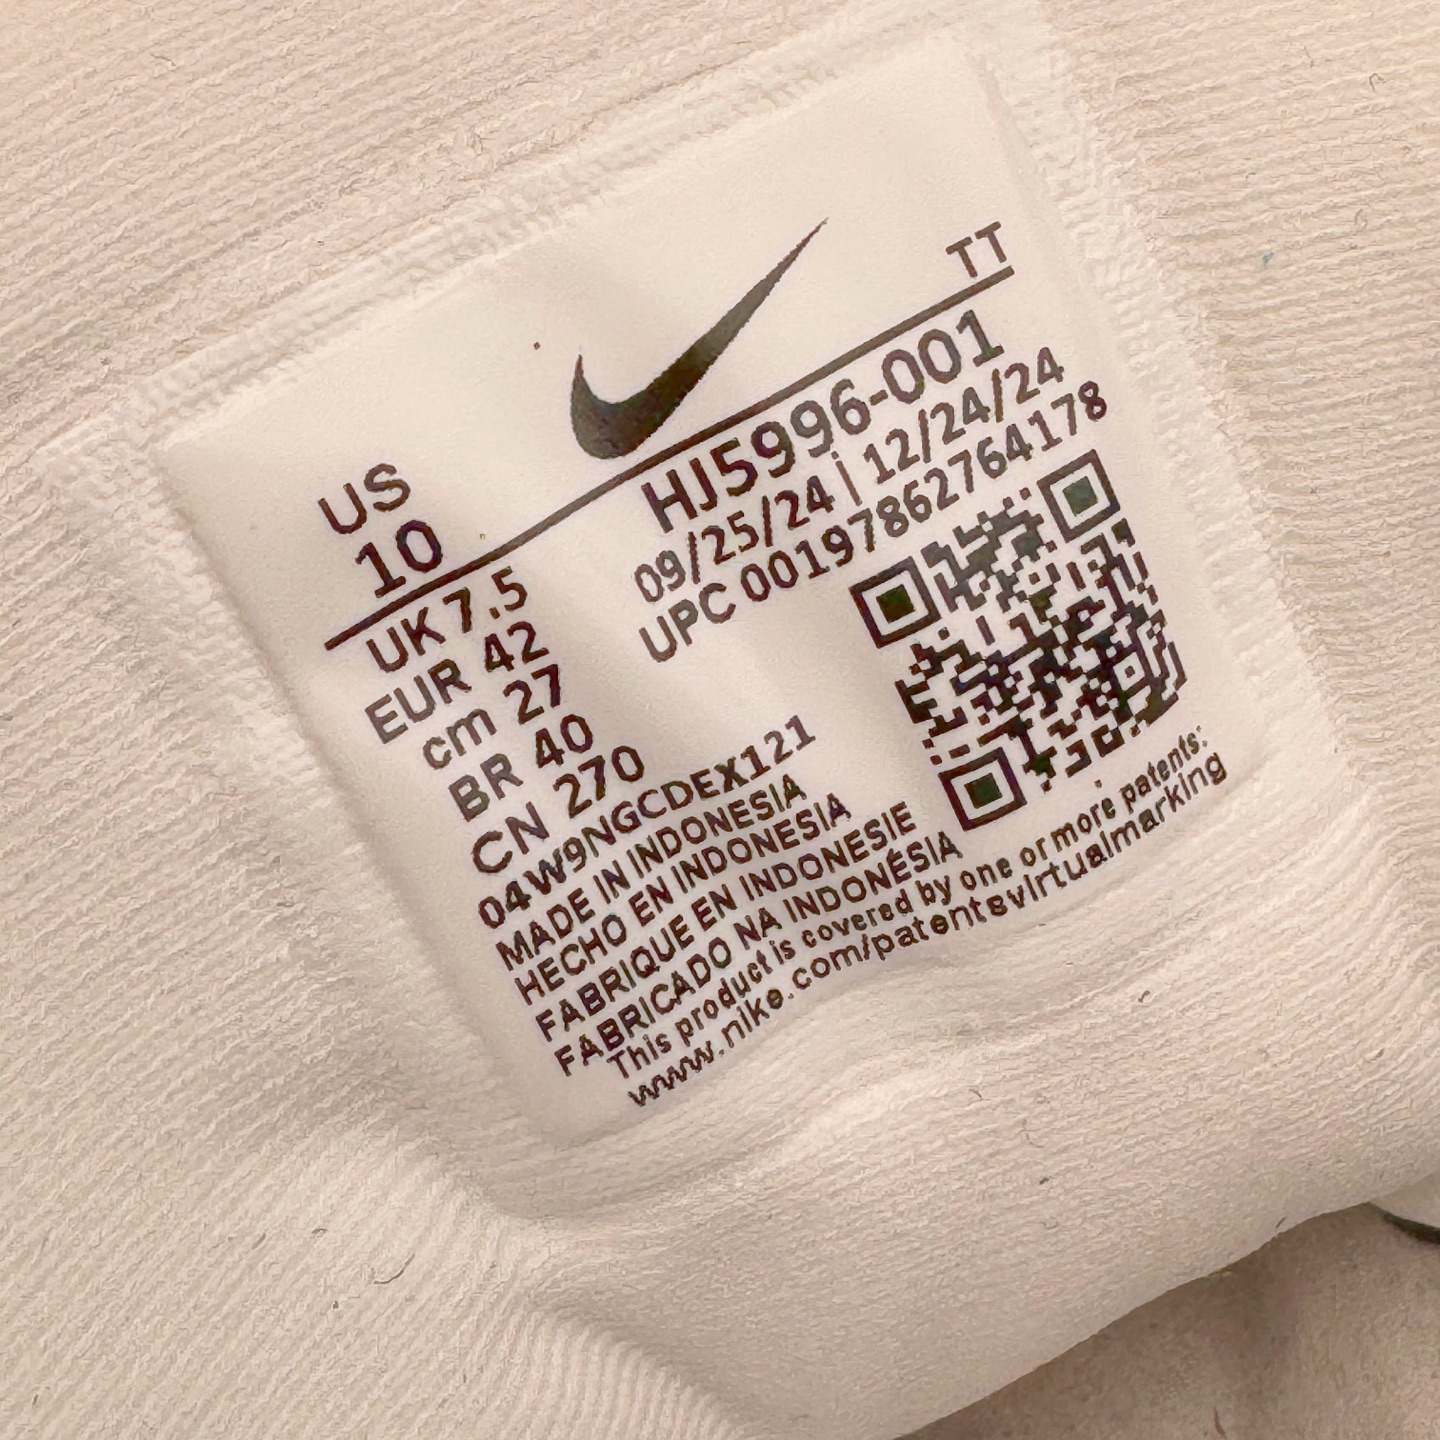 US
10
TT
UK 7.5
EUR 42
cm 27
BR 40
CN 270
HJ5996-001
09/25/24 | 12/24/24
UPC 00197862764178
04W9NGCDEX121
MADE IN INDONESIA
HECHO EN INDONESIA
FABRIQUE EN INDONESIE
FABRICADO NA INDONÉSIA
This product is covered by one or more patents:
www.nike.com/patentsvirtualmarking